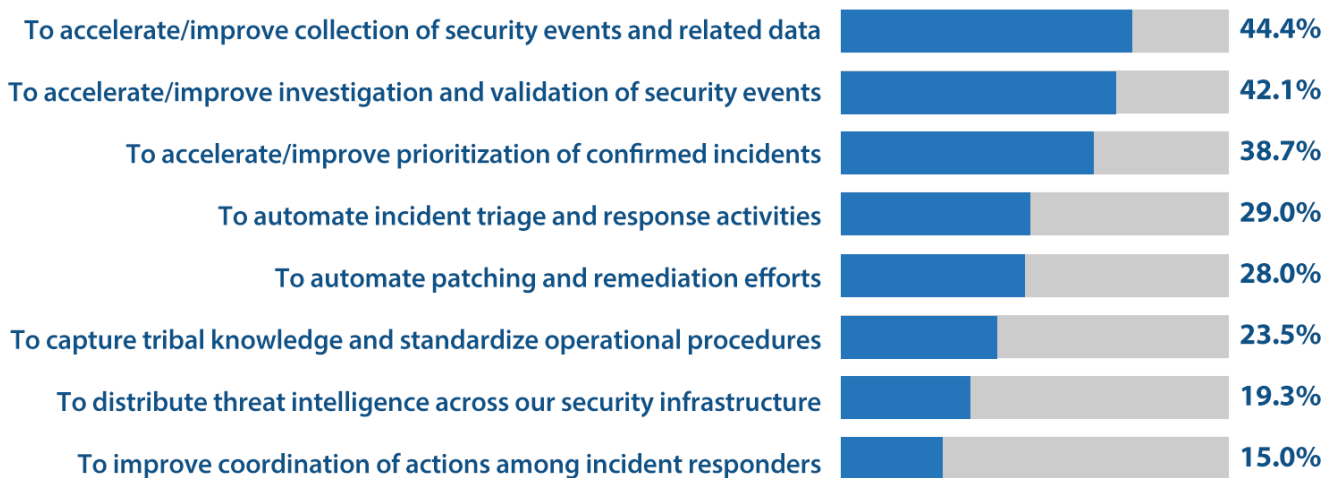 To accelerate/improve collection of security events and related data 44.4%
To accelerate/improve investigation and validation of security events 42.1%
To accelerate/improve prioritization of confirmed incidents 38.7%
To automate incident triage and response activities 29.0%
To automate patching and remediation efforts 28.0%
To capture tribal knowledge and standardize operational procedures 23.5%
To distribute threat intelligence across our security infrastructure 19.3%
To improve coordination of actions among incident responders 15.0%